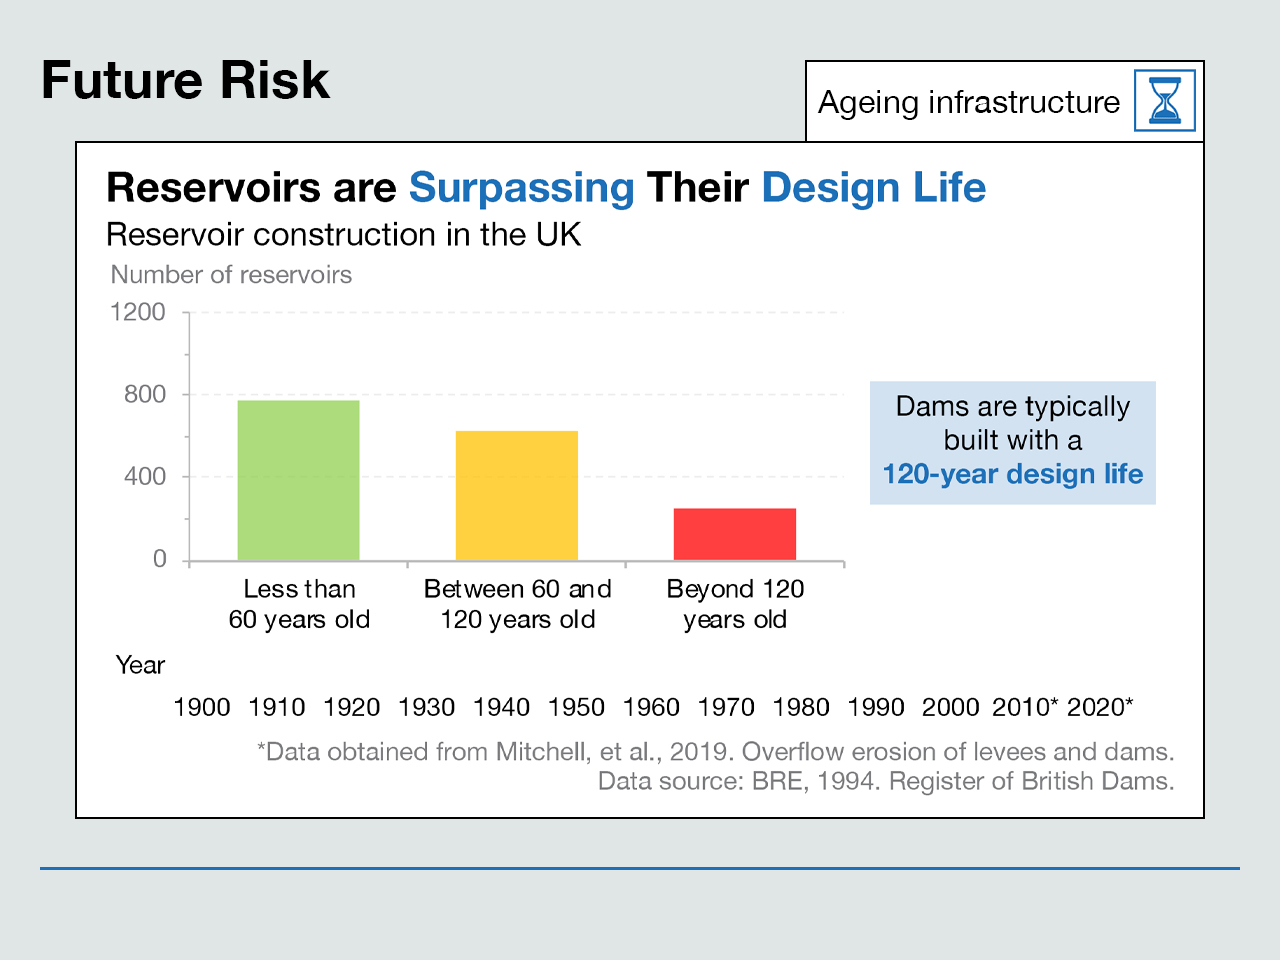 Future Risk
Ageing infrastructure
Reservoirs are Surpassing Their Design Life
Reservoir construction in the UK
Number of reservoirs
1200
800
400
0
Less than
60 years old
Between 60 and
120 years old
Beyond 120
years old
Dams are typically
built with a
120-year design life
Year
1900 1910 1920 1930 1940 1950 1960 1970 1980 1990 2000 2010* 2020*
*Data obtained from Mitchell, et al., 2019. Overflow erosion of levees and dams.
Data source: BRE, 1994. Register of British Dams.